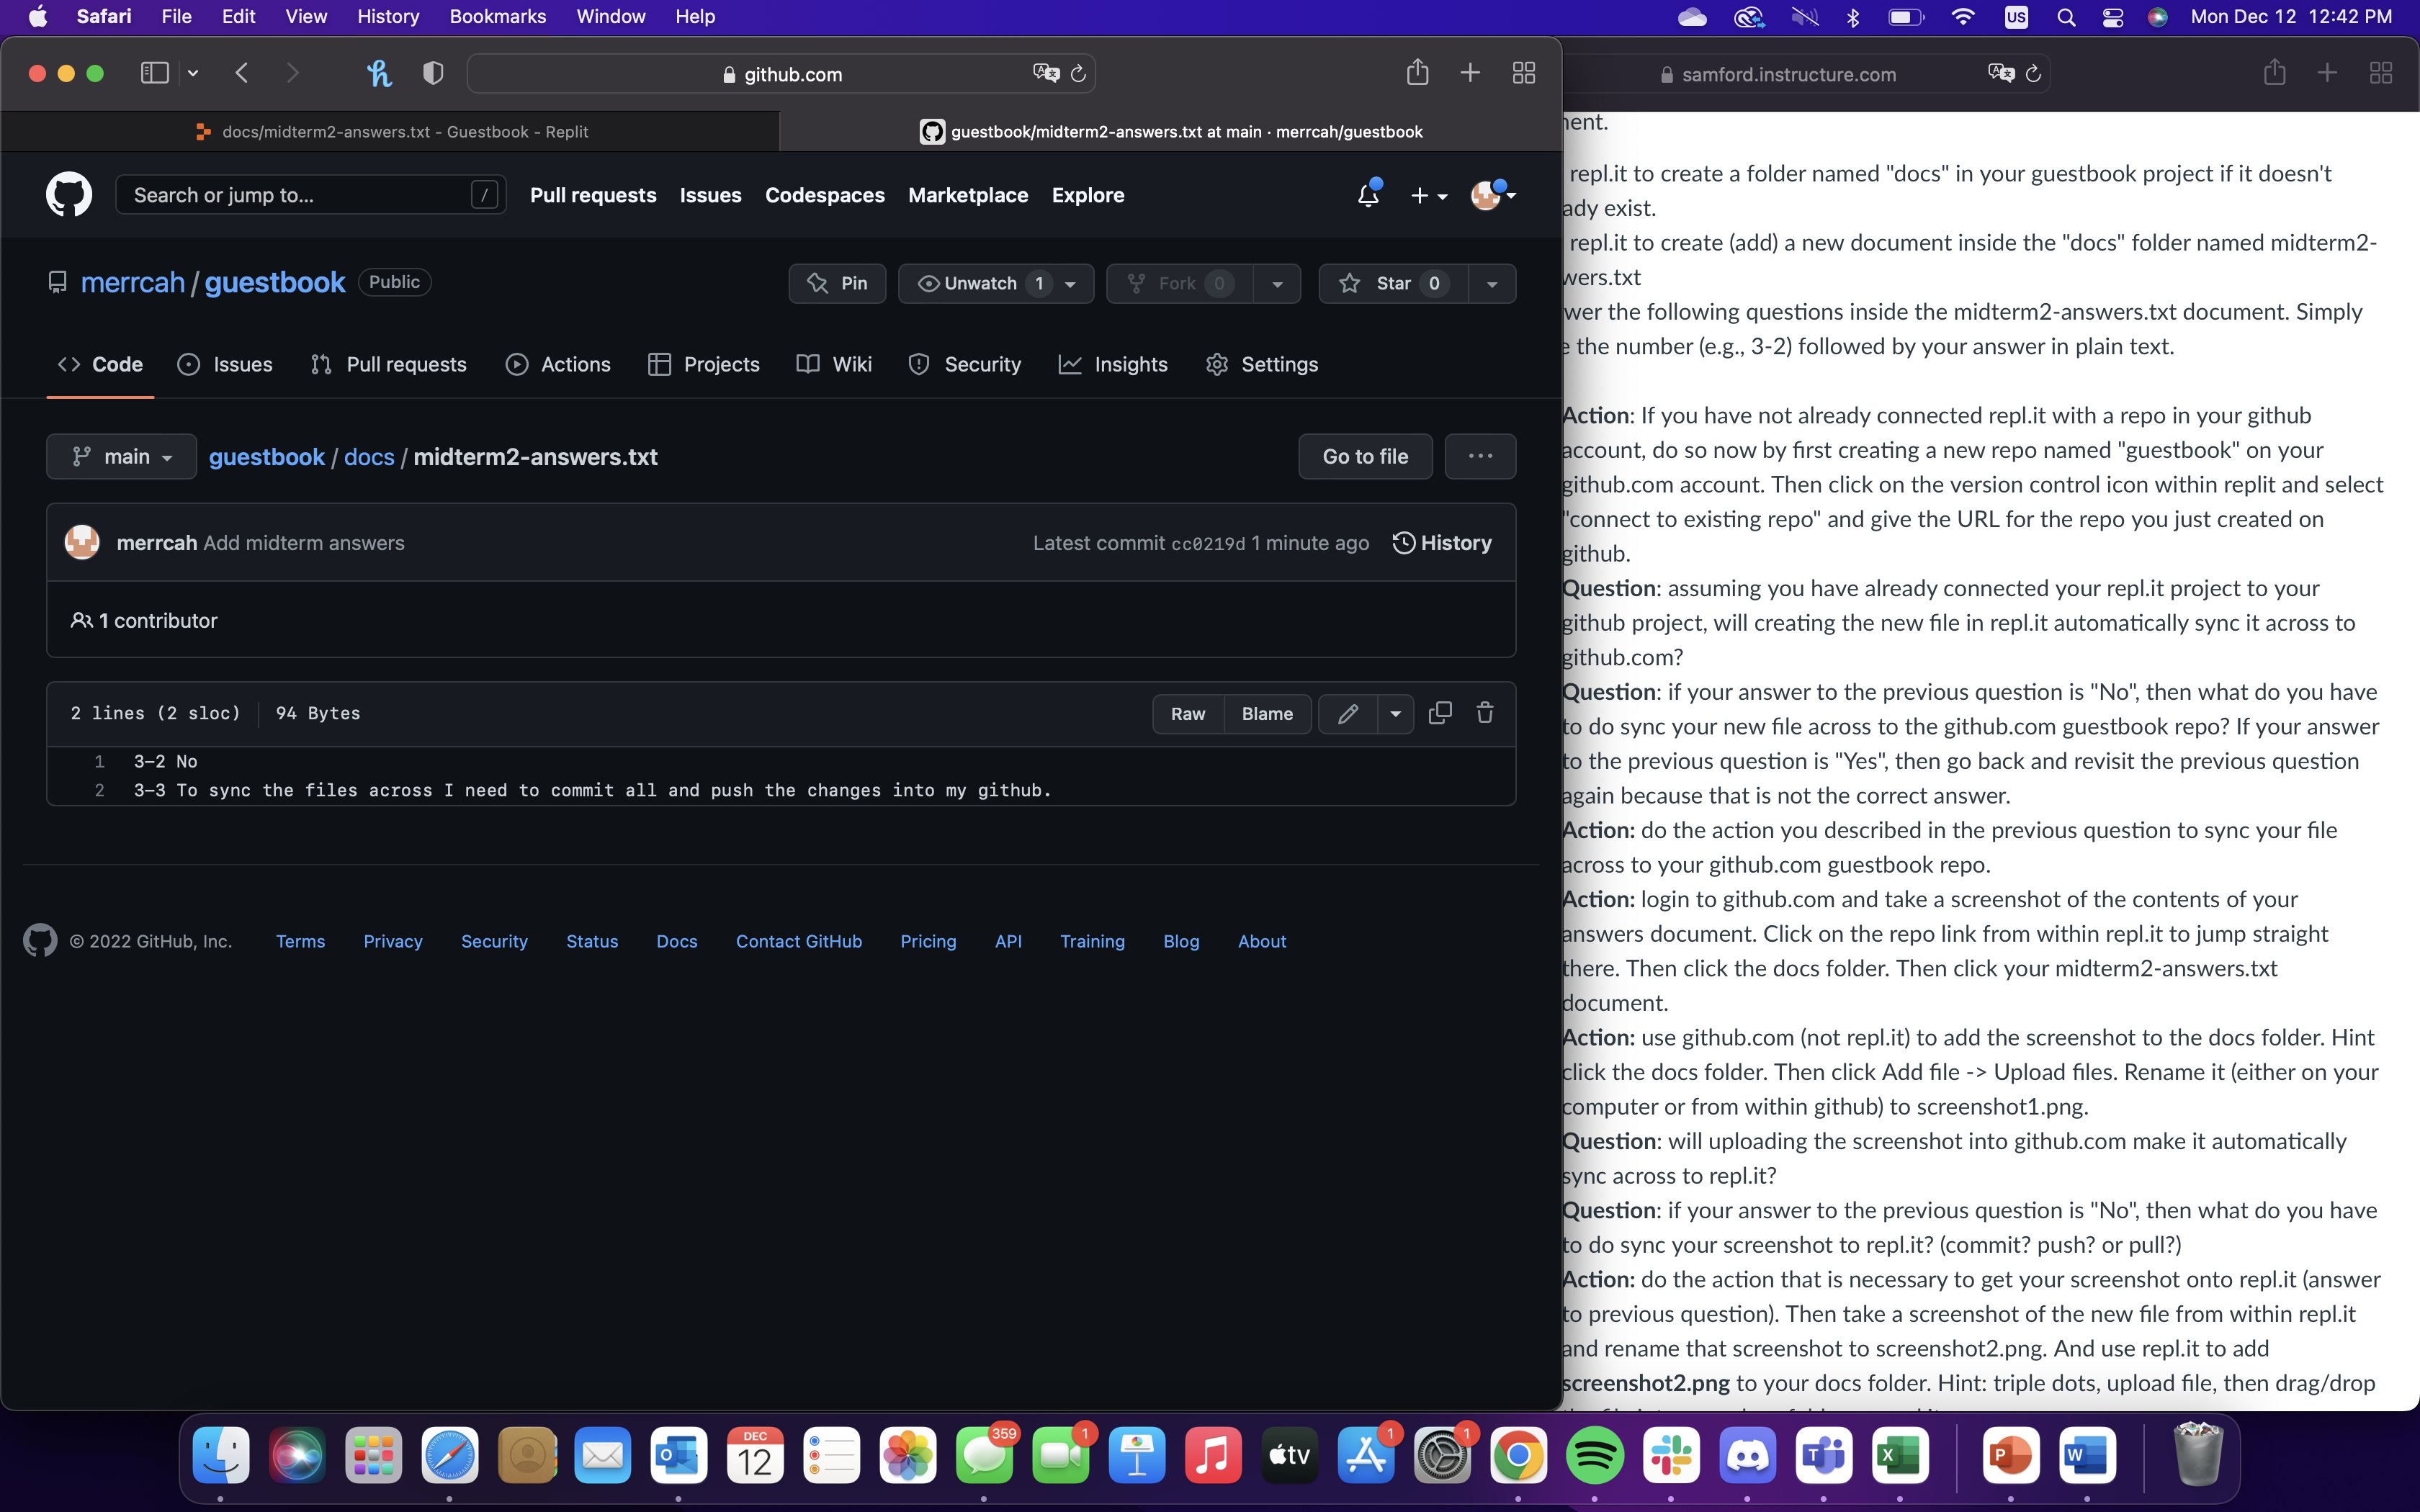 Safari File Edit View History Bookmarks Window Help US Mon Dec 12 12:42 PM
github.com
samford.instructure.com
docs/midterm2-answers.txt - Guestbook - Replit
guestbook/midterm2-answers.txt at main · merrcah/guestbook
Search or jump to... / Pull requests Issues Codespaces Marketplace Explore
merrcah / guestbook Public
Pin Unwatch 1 Fork 0 Star 0
Code Issues Pull requests Actions Projects Wiki Security Insights Settings
main guestbook / docs / midterm2-answers.txt Go to file ...
merrcah Add midterm answers Latest commit cc0219d 1 minute ago History
1 contributor
2 lines (2 sloc) 94 Bytes Raw Blame
1 3-2 No
2 3-3 To sync the files across I need to commit all and push the changes into my github.
© 2022 GitHub, Inc. Terms Privacy Security Status Docs Contact GitHub Pricing API Training Blog About
nent.
repl.it to create a folder named "docs" in your guestbook project if it doesn't
ady exist.
repl.it to create (add) a new document inside the "docs" folder named midterm2-
wers.txt
wer the following questions inside the midterm2-answers.txt document. Simply
e the number (e.g., 3-2) followed by your answer in plain text.
Action: If you have not already connected repl.it with a repo in your github
account, do so now by first creating a new repo named "guestbook" on your
github.com account. Then click on the version control icon within replit and select
"connect to existing repo" and give the URL for the repo you just created on
github.
Question: assuming you have already connected your repl.it project to your
github project, will creating the new file in repl.it automatically sync it across to
github.com?
Question: if your answer to the previous question is "No", then what do you have
to do sync your new file across to the github.com guestbook repo? If your answer
to the previous question is "Yes", then go back and revisit the previous question
again because that is not the correct answer.
Action: do the action you described in the previous question to sync your file
across to your github.com guestbook repo.
Action: login to github.com and take a screenshot of the contents of your
answers document. Click on the repo link from within repl.it to jump straight
there. Then click the docs folder. Then click your midterm2-answers.txt
document.
Action: use github.com (not repl.it) to add the screenshot to the docs folder. Hint
click the docs folder. Then click Add file -> Upload files. Rename it (either on your
computer or from within github) to screenshot1.png.
Question: will uploading the screenshot into github.com make it automatically
sync across to repl.it?
Question: if your answer to the previous question is "No", then what do you have
to do sync your screenshot to repl.it? (commit? push? or pull?)
Action: do the action that is necessary to get your screenshot onto repl.it (answer
to previous question). Then take a screenshot of the new file from within repl.it
and rename that screenshot to screenshot2.png. And use repl.it to add
screenshot2.png to your docs folder. Hint: triple dots, upload file, then drag/drop
DEC 12 359 1 tv 1 1